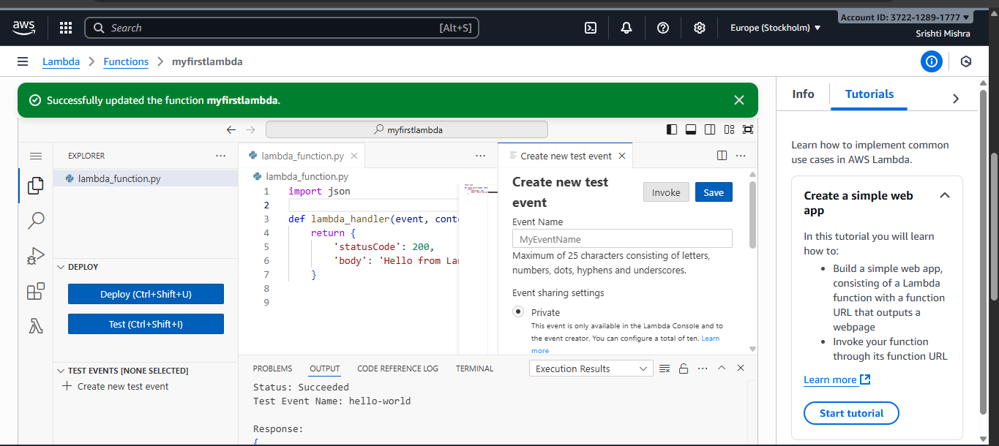 aws
Search
[Alt+S]
Europe (Stockholm)
Account ID: 3722-1289-1777
Srishti Mishra
Lambda
Functions
myfirstlambda
Successfully updated the function myfirstlambda.
myfirstlambda
EXPLORER
lambda_function.py
DEPLOY
Deploy (Ctrl+Shift+U)
Test (Ctrl+Shift+I)
TEST EVENTS [NONE SELECTED]
Create new test event
lambda_function.py
lambda_function.py
1 import json
2
3 def lambda_handler(event, conte
4 return {
5 'statusCode': 200,
6 'body': 'Hello from Lam
7 }
8
9
Create new test event
Create new test
event
Invoke
Save
Event Name
MyEventName
Maximum of 25 characters consisting of letters,
numbers, dots, hyphens and underscores.
Event sharing settings
Private
This event is only available in the Lambda Console and to
the event creator. You can configure a total of ten. Learn
more
PROBLEMS
OUTPUT
CODE REFERENCE LOG
TERMINAL
Execution Results
Status: Succeeded
Test Event Name: hello-world
Response:
{
Info
Tutorials
Learn how to implement common
use cases in AWS Lambda.
Create a simple web
app
In this tutorial you will learn
how to:
• Build a simple web app,
consisting of a Lambda
function with a function
URL that outputs a
webpage
• Invoke your function
through its function URL
Learn more
Start tutorial